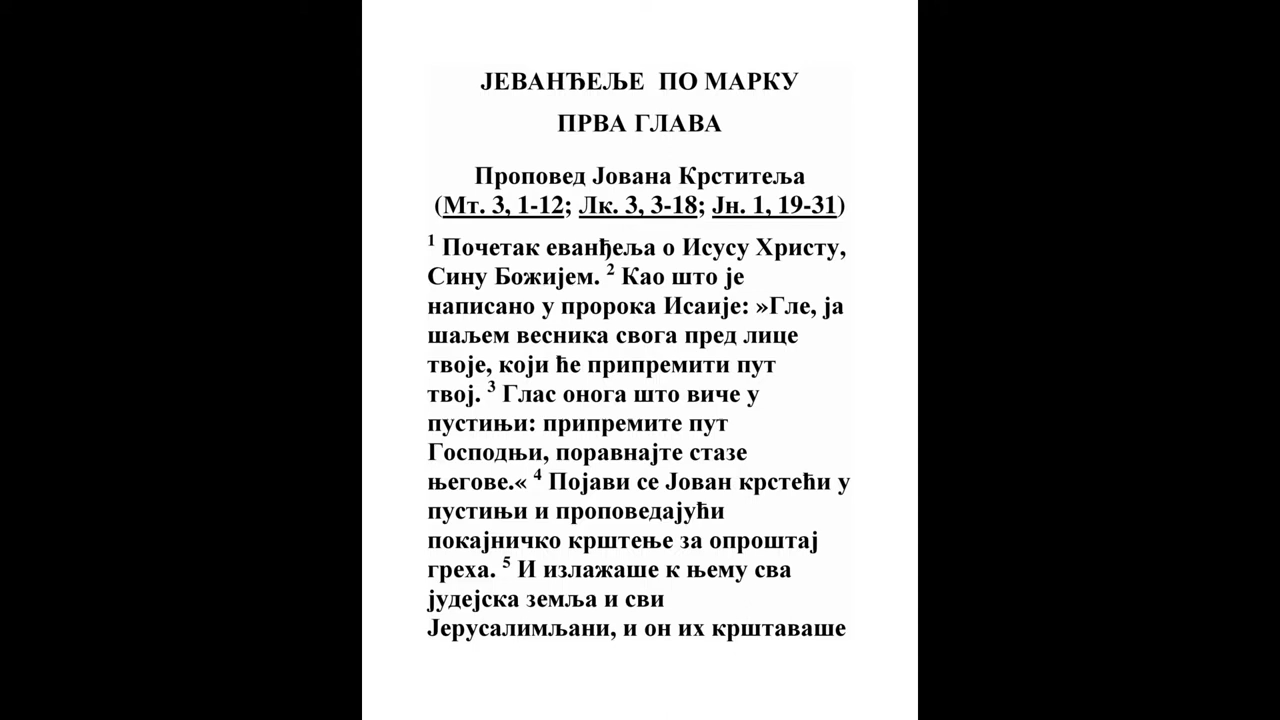 ЈЕВАНЂЕЉЕ ПО МАРКУ
ПРВА ГЛАВА
Проповед Јована Крститеља
(Мт. 3, 1-12; Лк. 3, 3-18; Јн. 1, 19-31)
1 Почетак еванђеља о Исусу Христу,
Сину Божијем. 2 Као што је
написано у пророка Исаије: »Гле, ја
шаљем весника свога пред лице
твоје, који ће припремити пут
твој. 3 Глас онога што виче у
пустињи: припремите пут
Господњи, поравнајте стазе
његове.« 4 Појави се Јован крстећи у
пустињи и проповедајући
покајничко крштење за опроштај
греха. 5 И излажаше к њему сва
јудејска земља и сви
Јерусалимљани, и он их крштаваше